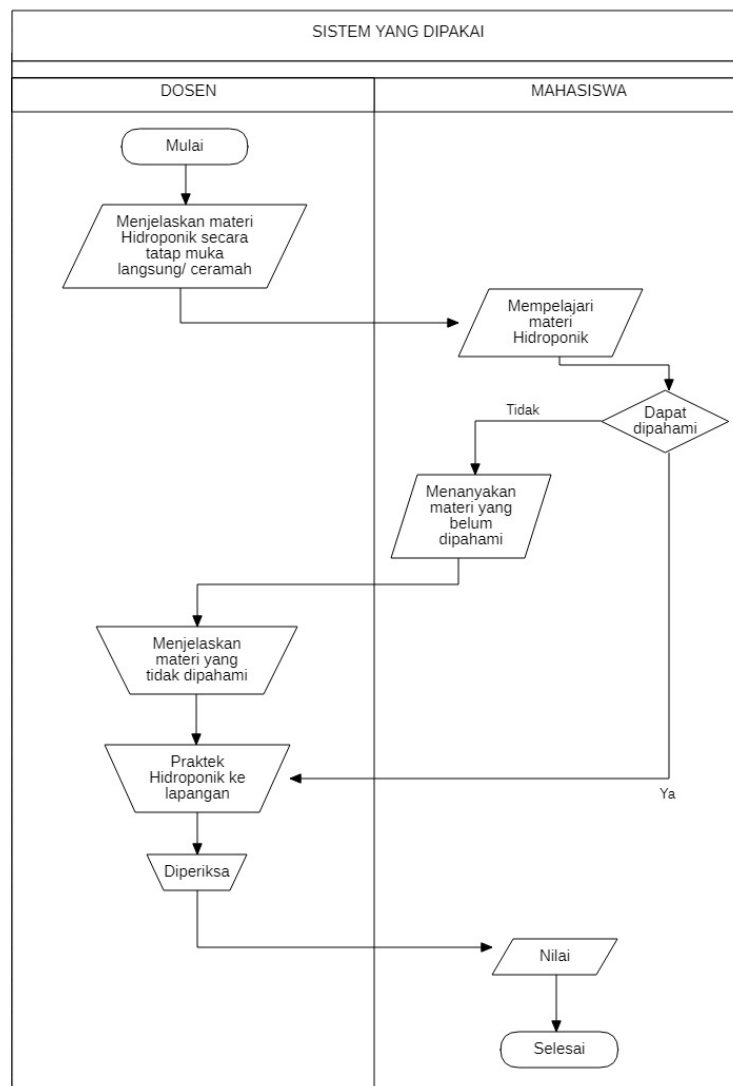 SISTEM YANG DIPAKAI
DOSEN
MAHASISWA
Mulai
Menjelaskan materi
Hidroponik secara
tatap muka
langsung/ ceramah
Mempelajari
materi
Hidroponik
Dapat
dipahami
Tidak
Menanyakan
materi yang
belum
dipahami
Menjelaskan
materi yang
tidak dipahami
Praktek
Hidroponik ke
lapangan
Ya
Diperiksa
Nilai
Selesai